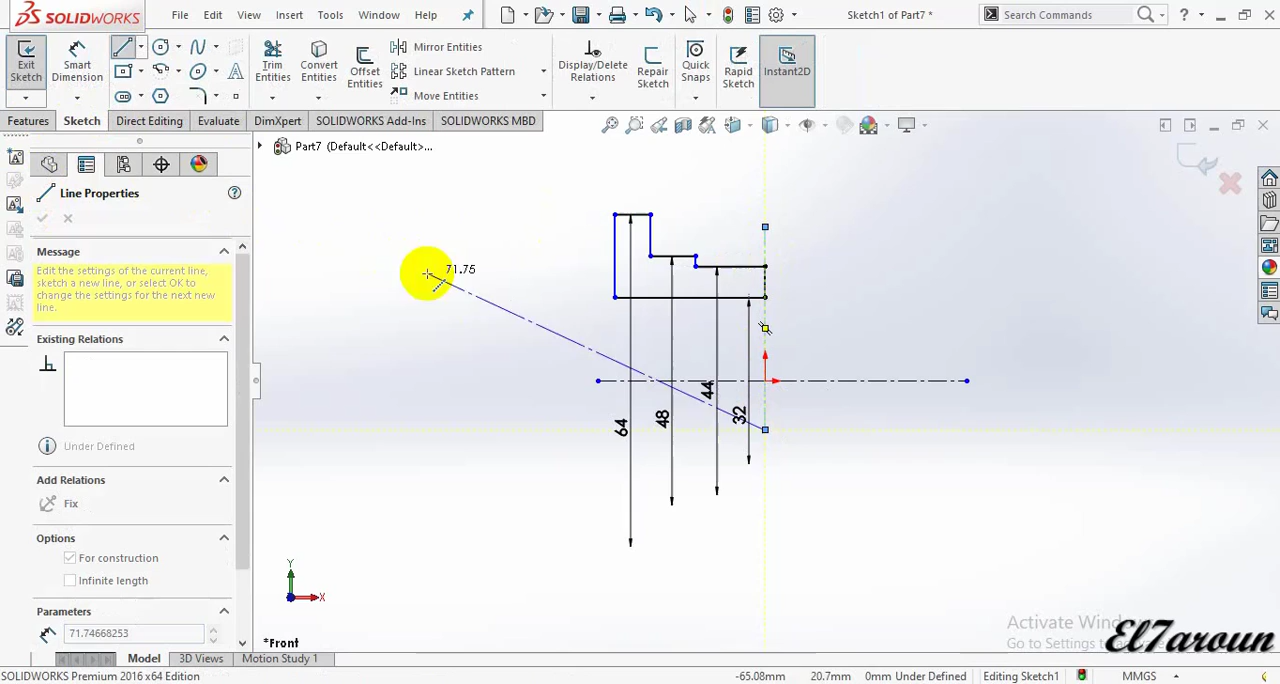 SOLIDWORKS
File Edit View Insert Tools Window Help
Sketch1 of Part7 *
Search Commands
Exit Sketch
Smart Dimension
Trim Entities
Convert Entities
Offset Entities
Mirror Entities
Linear Sketch Pattern
Move Entities
Display/Delete Relations
Repair Sketch
Quick Snaps
Rapid Sketch
Instant2D
Features Sketch Direct Editing Evaluate DimXpert SOLIDWORKS Add-Ins SOLIDWORKS MBD
Part7 (Default<<Default>...
Line Properties
Message
Edit the settings of the current line,
sketch a new line, or select OK to
change the settings for the next new
line.
Existing Relations
Under Defined
Add Relations
Fix
Options
For construction
Infinite length
Parameters
71.74668253
71.75
64
48
44
32
Y
X
*Front
Activate Wind
Go to Settings to
El7aroun
Model 3D Views Motion Study 1
SOLIDWORKS Premium 2016 x64 Edition
-65.08mm 20.7mm 0mm Under Defined Editing Sketch1 MMGS